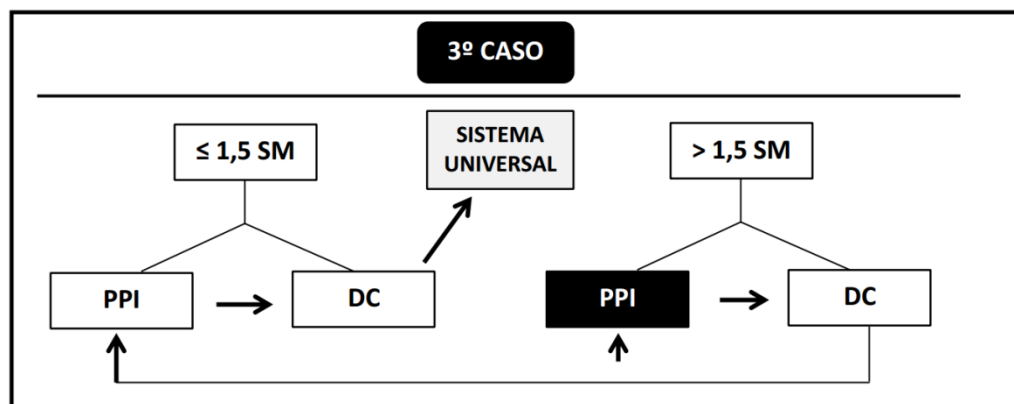 3º CASO
≤ 1,5 SM
SISTEMA
UNIVERSAL
> 1,5 SM
PPI
DC
PPI
DC